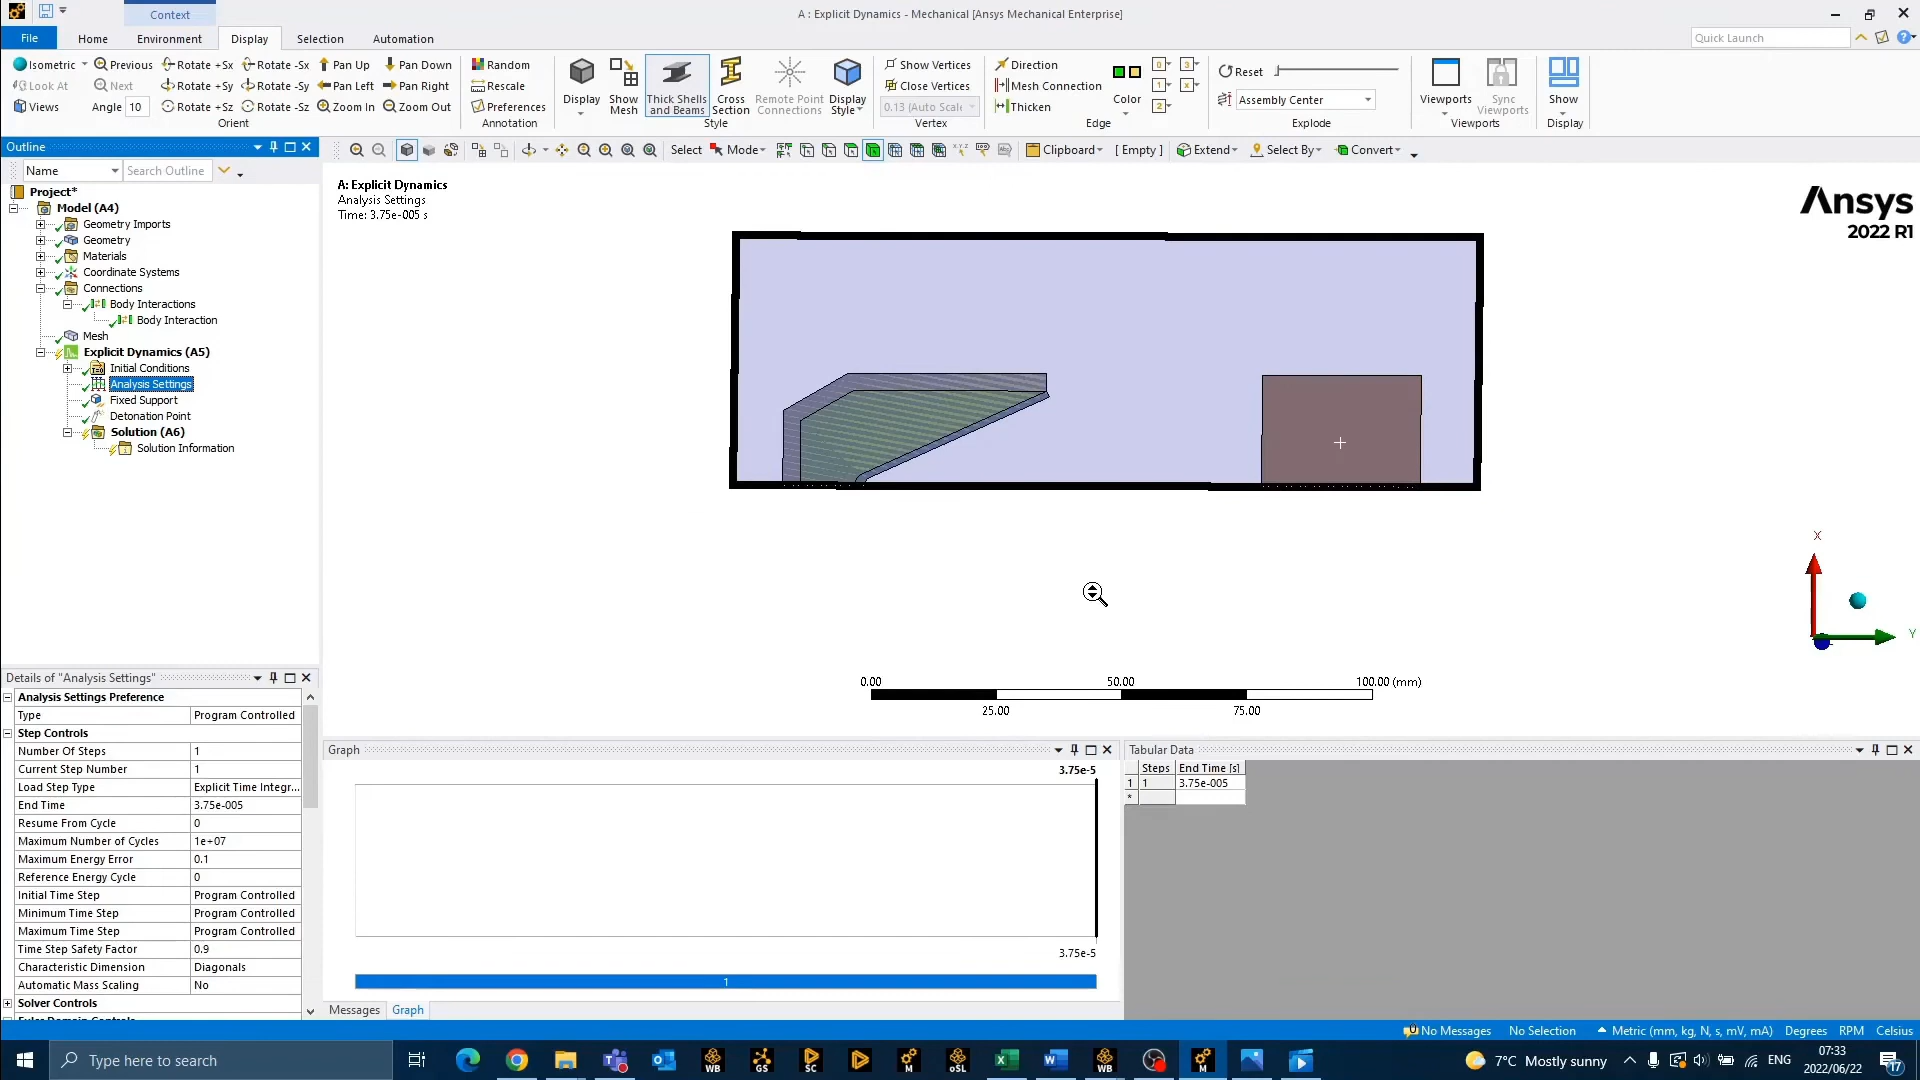 Context
A : Explicit Dynamics - Mechanical [Ansys Mechanical Enterprise]
File Home Environment Display Selection Automation
Quick Launch
Isometric Previous Rotate +Sx Rotate -Sx Pan Up Pan Down
Look At Next Rotate +Sy Rotate -Sy Pan Left Pan Right
Views Angle 10 Rotate +Sz Rotate -Sz Zoom In Zoom Out
Orient
Random
Rescale
Preferences
Annotation
Display Show Mesh Thick Shells and Beams Cross Section Remote Point Connections Display Style
Style
Show Vertices
Close Vertices
0.13 (Auto Scale
Vertex
Direction
Mesh Connection
Thicken
Color
Edge
Reset
Assembly Center
Explode
Viewports Sync Viewports
Viewports
Show
Display
Outline
Select Mode Clipboard [ Empty ] Extend Select By Convert
Name Search Outline
Project*
Model (A4)
Geometry Imports
Geometry
Materials
Coordinate Systems
Connections
Body Interactions
Body Interaction
Mesh
Explicit Dynamics (A5)
Initial Conditions
Analysis Settings
Fixed Support
Detonation Point
Solution (A6)
Solution Information
A: Explicit Dynamics
Analysis Settings
Time: 3.75e-005 s
Ansys
2022 R1
X
Y
0.00 50.00 100.00 (mm)
25.00 75.00
Details of "Analysis Settings"
Analysis Settings Preference
Type Program Controlled
Step Controls
Number Of Steps 1
Current Step Number 1
Load Step Type Explicit Time Integr...
End Time 3.75e-005
Resume From Cycle 0
Maximum Number of Cycles 1e+07
Maximum Energy Error 0.1
Reference Energy Cycle 0
Initial Time Step Program Controlled
Minimum Time Step Program Controlled
Maximum Time Step Program Controlled
Time Step Safety Factor 0.9
Characteristic Dimension Diagonals
Automatic Mass Scaling No
Solver Controls
Euler Domain Controls
Graph
3.75e-5
3.75e-5
1
Messages Graph
Tabular Data
Steps End Time [s]
1 1 3.75e-005
*
No Messages No Selection Metric (mm, kg, N, s, mV, mA) Degrees RPM Celsius
Type here to search
WB GS SC M oSL WB M
7°C Mostly sunny
ENG
07:33
2022/06/22
17